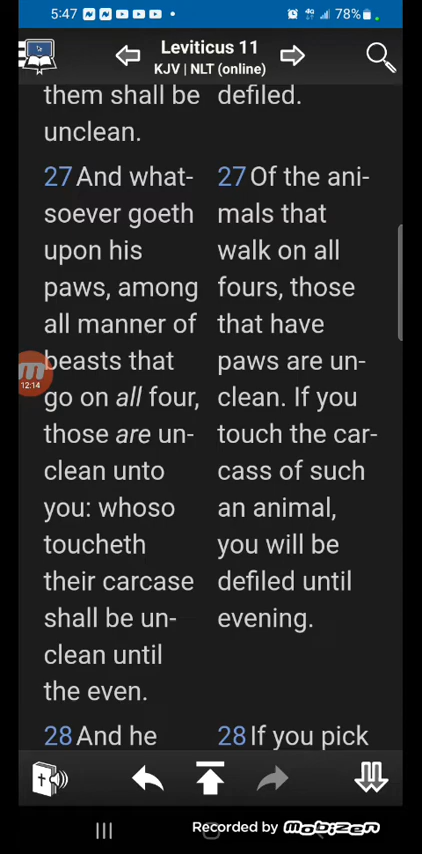 5:47 78%
Leviticus 11
KJV | NLT (online)
them shall be
unclean.
27 And what-
soever goeth
upon his
paws, among
all manner of
beasts that
go on all four,
those are un-
clean unto
you: whoso
toucheth
their carcase
shall be un-
clean until
the even.
28 And he
defiled.
27 Of the ani-
mals that
walk on all
fours, those
that have
paws are un-
clean. If you
touch the car-
cass of such
an animal,
you will be
defiled until
evening.
28 If you pick
12:14
Recorded by mobizen